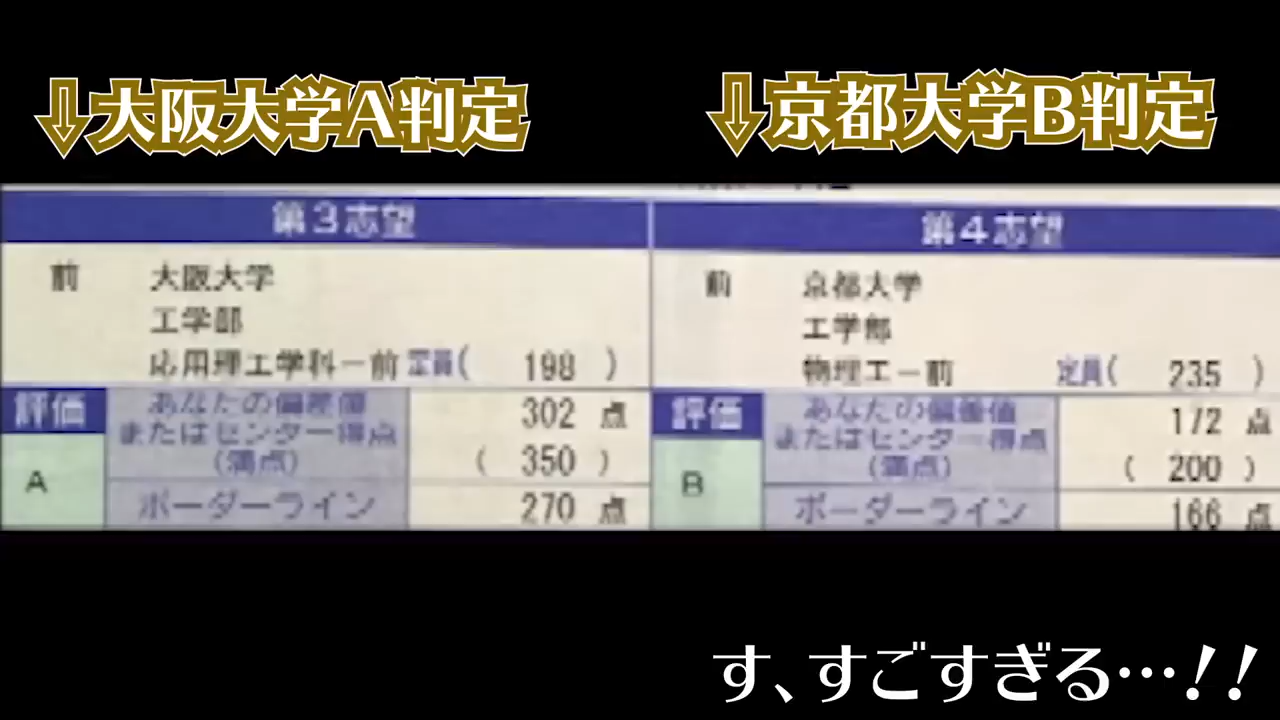 ⇩大阪大学A判定
⇩京都大学B判定
第3志望
前 大阪大学
工学部
応用理工学科－前 定員( 198 )
評価
A
あなたの偏差値
またはセンター得点
(満点)
302 点
( 350 )
ボーダーライン
270 点
第4志望
前 京都大学
工学部
物理工－前 定員( 235 )
評価
B
あなたの偏差値
またはセンター得点
(満点)
172 点
( 200 )
ボーダーライン
166 点
す、すごすぎる…!!